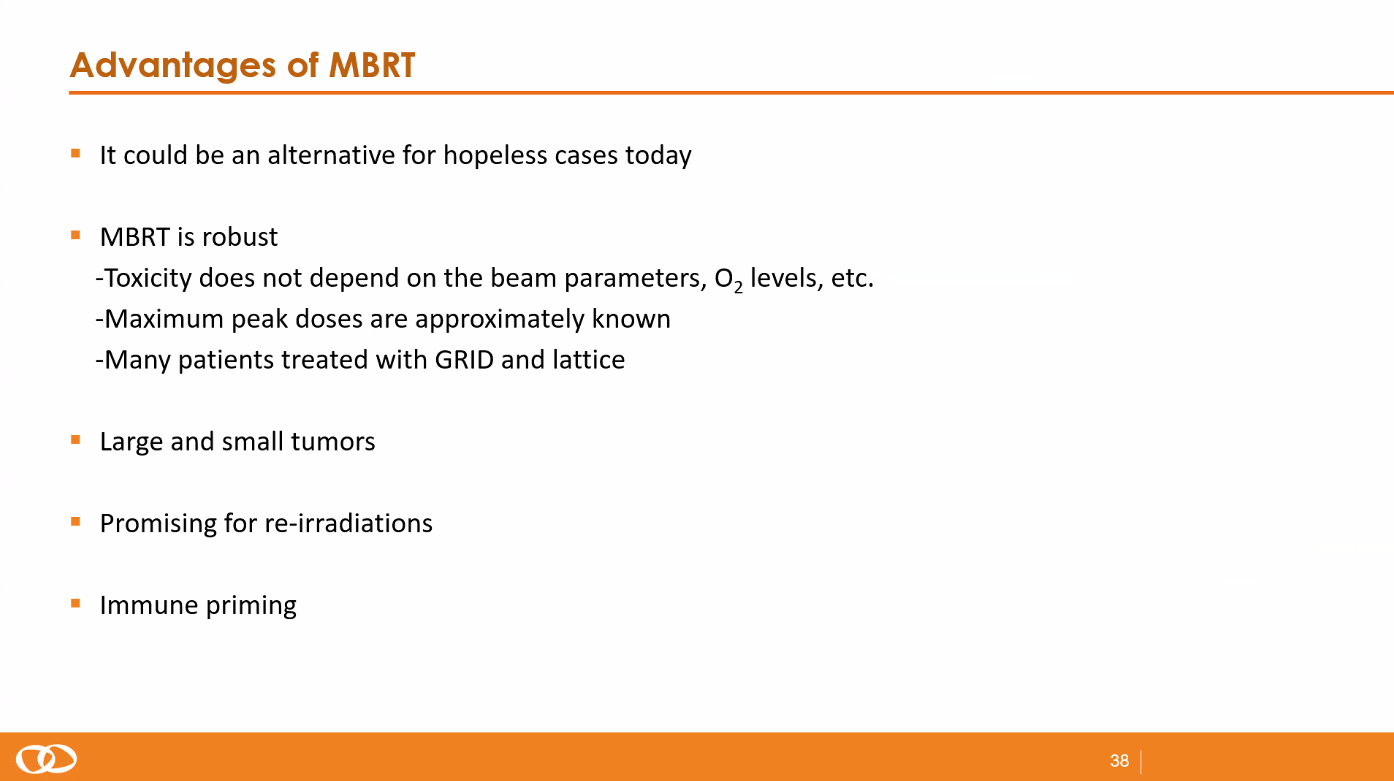 Advantages of MBRT
▪ It could be an alternative for hopeless cases today
▪ MBRT is robust
-Toxicity does not depend on the beam parameters, O₂ levels, etc.
-Maximum peak doses are approximately known
-Many patients treated with GRID and lattice
▪ Large and small tumors
▪ Promising for re-irradiations
▪ Immune priming
38